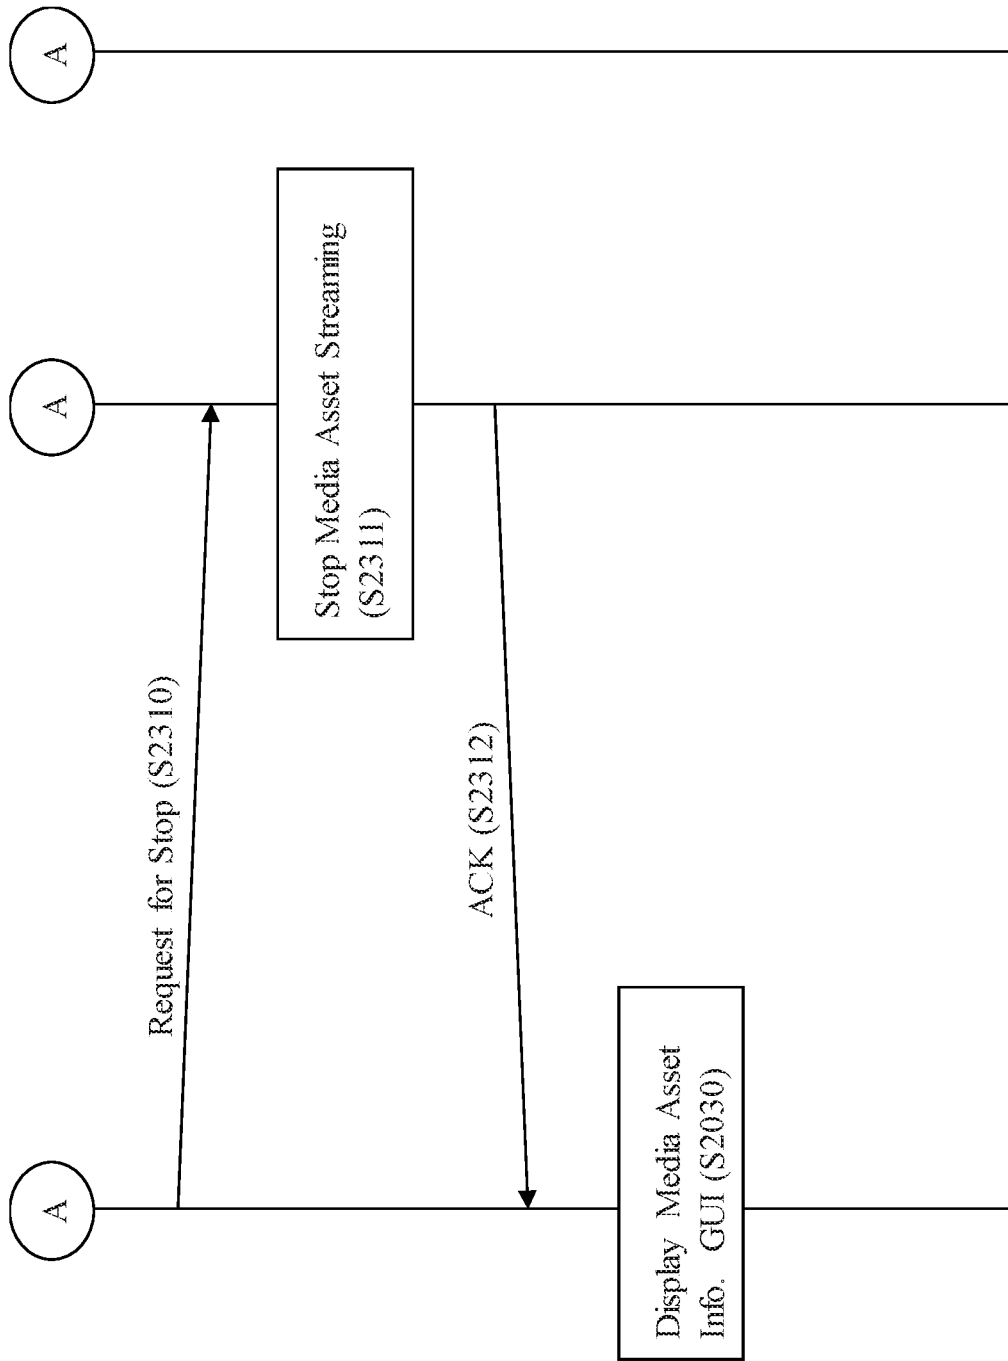 A
A
A
Request for Stop (S2310)
Stop Media Asset Streaming
(S2311)
ACK (S2312)
Display Media Asset
Info. GUI (S2030)